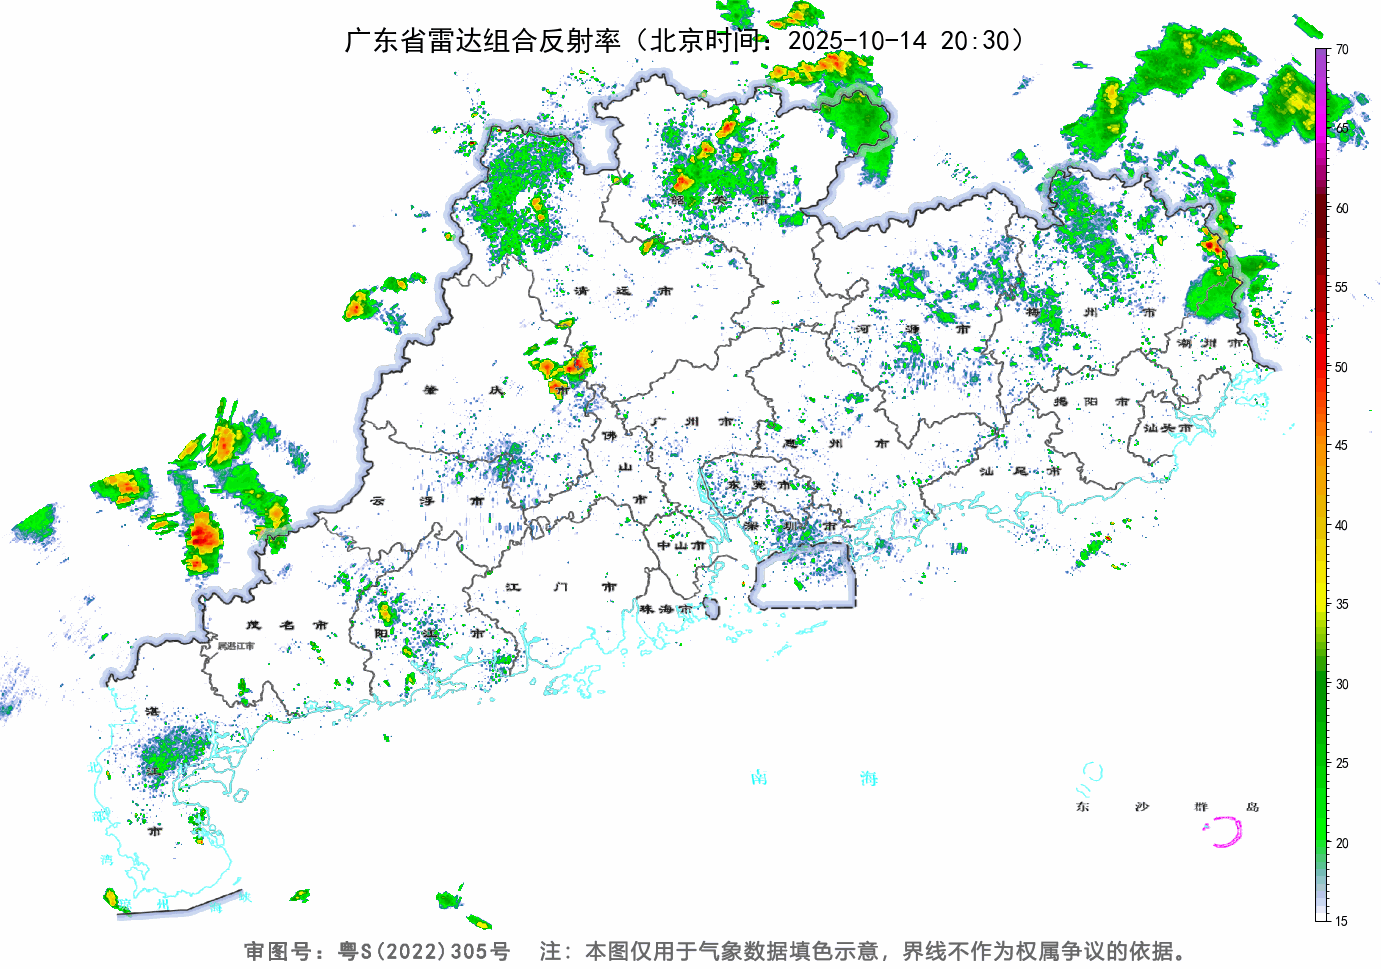 广东省雷达组合反射率（北京时间：2025-10-14 20:30）
70
65
60
55
50
45
40
35
30
25
20
15
韶关市
清远市
河源市
梅州市
潮州市
肇庆市
广州市
惠州市
揭阳市
汕头市
佛山市
汕尾市
云浮市
东莞市
深圳市
中山市
江门市
珠海市
茂名市
阳江市
属湛江市
湛江市
北部湾
琼州海峡
南海
东沙群岛
审图号：粤S(2022)305号 注：本图仅用于气象数据填色示意，界线不作为权属争议的依据。